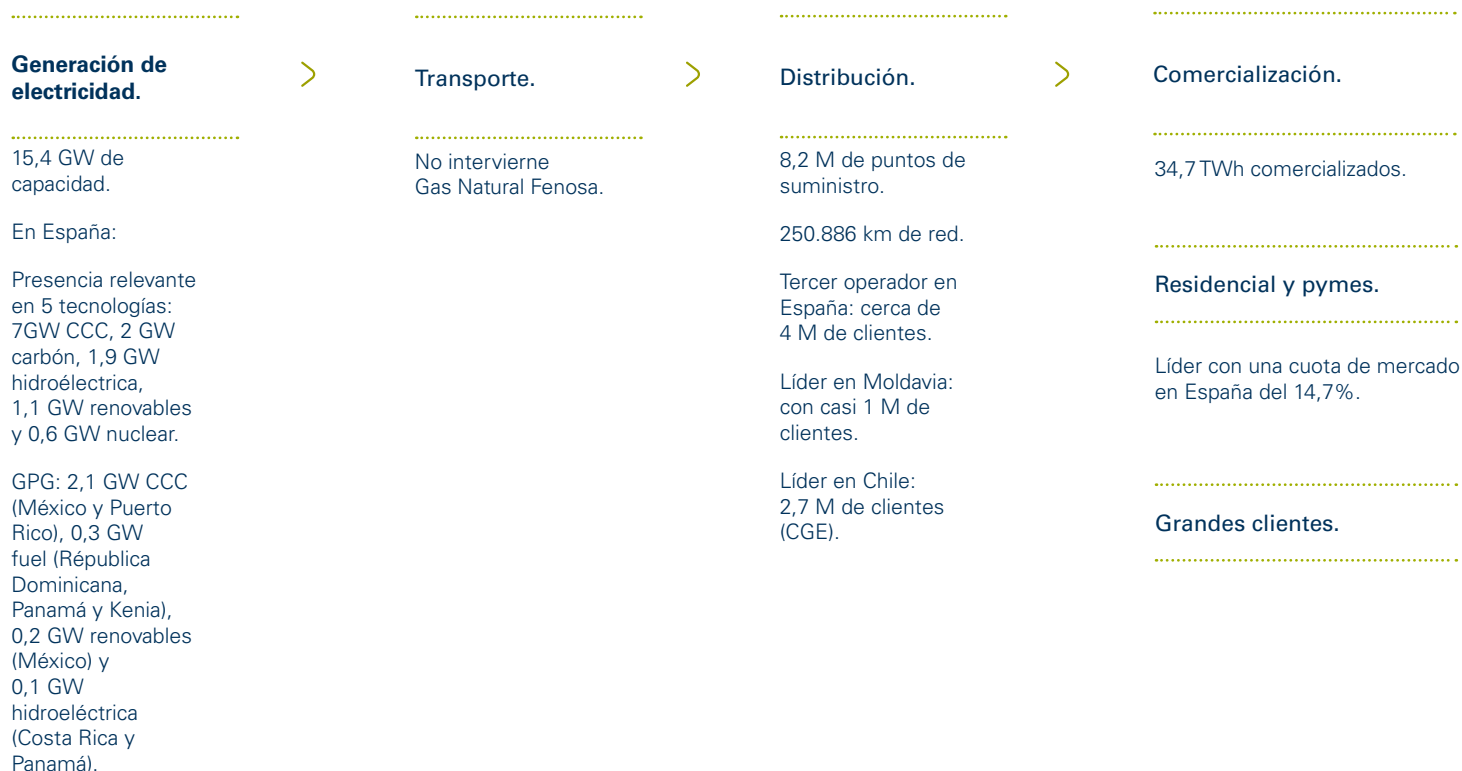 Generación de
electricidad.
15,4 GW de
capacidad.
En España:
Presencia relevante
en 5 tecnologías:
7GW CCC, 2 GW
carbón, 1,9 GW
hidroélectrica,
1,1 GW renovables
y 0,6 GW nuclear.
GPG: 2,1 GW CCC
(México y Puerto
Rico), 0,3 GW
fuel (Républica
Dominicana,
Panamá y Kenia),
0,2 GW renovables
(México) y
0,1 GW
hidroeléctrica
(Costa Rica y
Panamá).
Transporte.
No intervierne
Gas Natural Fenosa.
Distribución.
8,2 M de puntos de
suministro.
250.886 km de red.
Tercer operador en
España: cerca de
4 M de clientes.
Líder en Moldavia:
con casi 1 M de
clientes.
Líder en Chile:
2,7 M de clientes
(CGE).
Comercialización.
34,7 TWh comercializados.
Residencial y pymes.
Líder con una cuota de mercado
en España del 14,7%.
Grandes clientes.